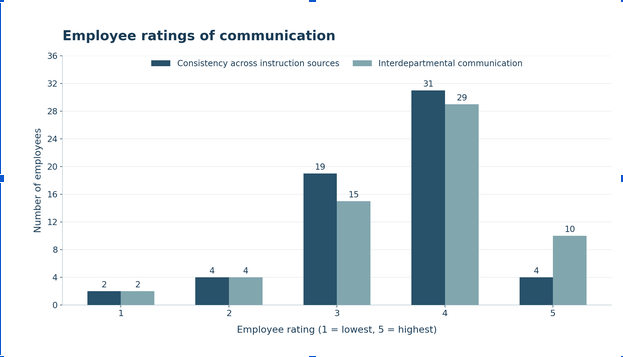 Employee ratings of communication
Consistency across instruction sources
Interdepartmental communication
Number of employees
36
32
28
24
20
16
12
8
4
0
2 2
4 4
19 15
31 29
4 10
1 2 3 4 5
Employee rating (1 = lowest, 5 = highest)